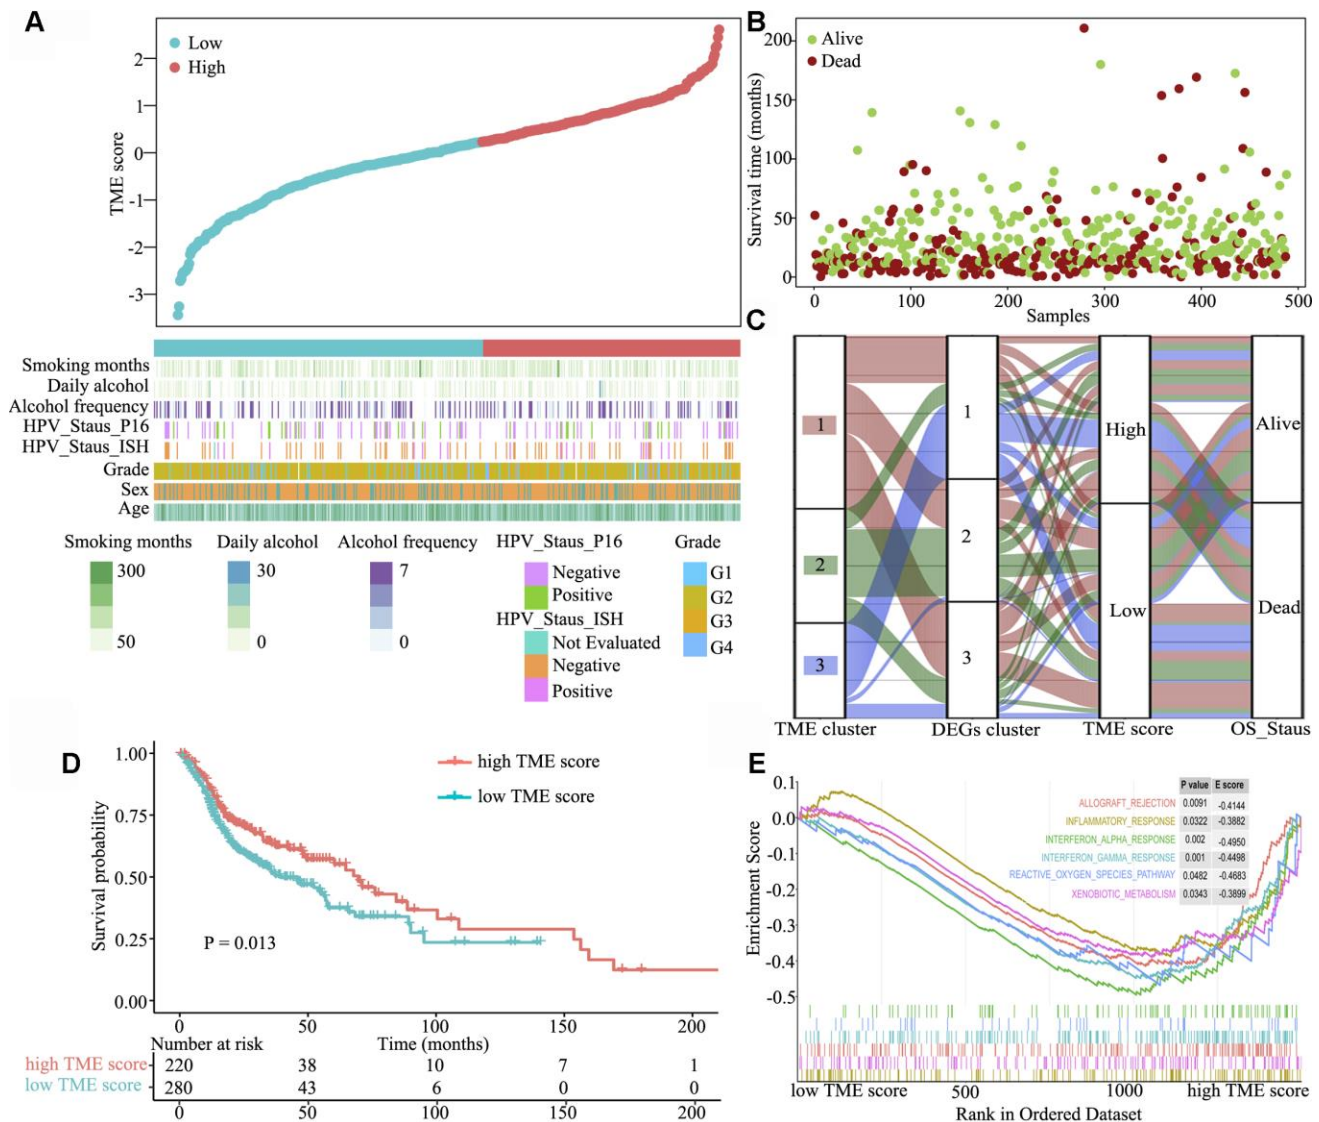 A
Low
High
2
1
0
-1
-2
-3
TME score
Smoking months
Daily alcohol
Alcohol frequency
HPV_Staus_P16
HPV_Staus_ISH
Grade
Sex
Age
Smoking months
300
50
Daily alcohol
30
0
Alcohol frequency
7
0
HPV_Staus_P16
Negative
Positive
HPV_Staus_ISH
Not Evaluated
Negative
Positive
Grade
G1
G2
G3
G4
B
Alive
Dead
200
150
100
50
0
Survival time (months)
0 100 200 300 400 500
Samples
C
1
2
3
1
2
3
High
Low
Alive
Dead
TME cluster DEGs cluster TME score OS_Staus
D
high TME score
low TME score
1.00
0.75
0.50
0.25
0.00
Survival probability
P = 0.013
0 50 100 150 200
Number at risk Time (months)
high TME score 220 38 10 7 1
low TME score 280 43 6 0 0
0 50 100 150 200
E
0.1
0.0
-0.1
-0.2
-0.3
-0.4
-0.5
Enrichment Score
P value E score
ALLOGRAFT_REJECTION 0.0091 -0.4144
INFLAMMATORY_RESPONSE 0.0322 -0.3882
INTERFERON_ALPHA_RESPONSE 0.002 -0.4950
INTERFERON_GAMMA_RESPONSE 0.001 -0.4498
REACTIVE_OXYGEN_SPECIES_PATHWAY 0.0482 -0.4683
XENOBIOTIC_METABOLISM 0.0343 -0.3899
low TME score 500 1000 high TME score
Rank in Ordered Dataset